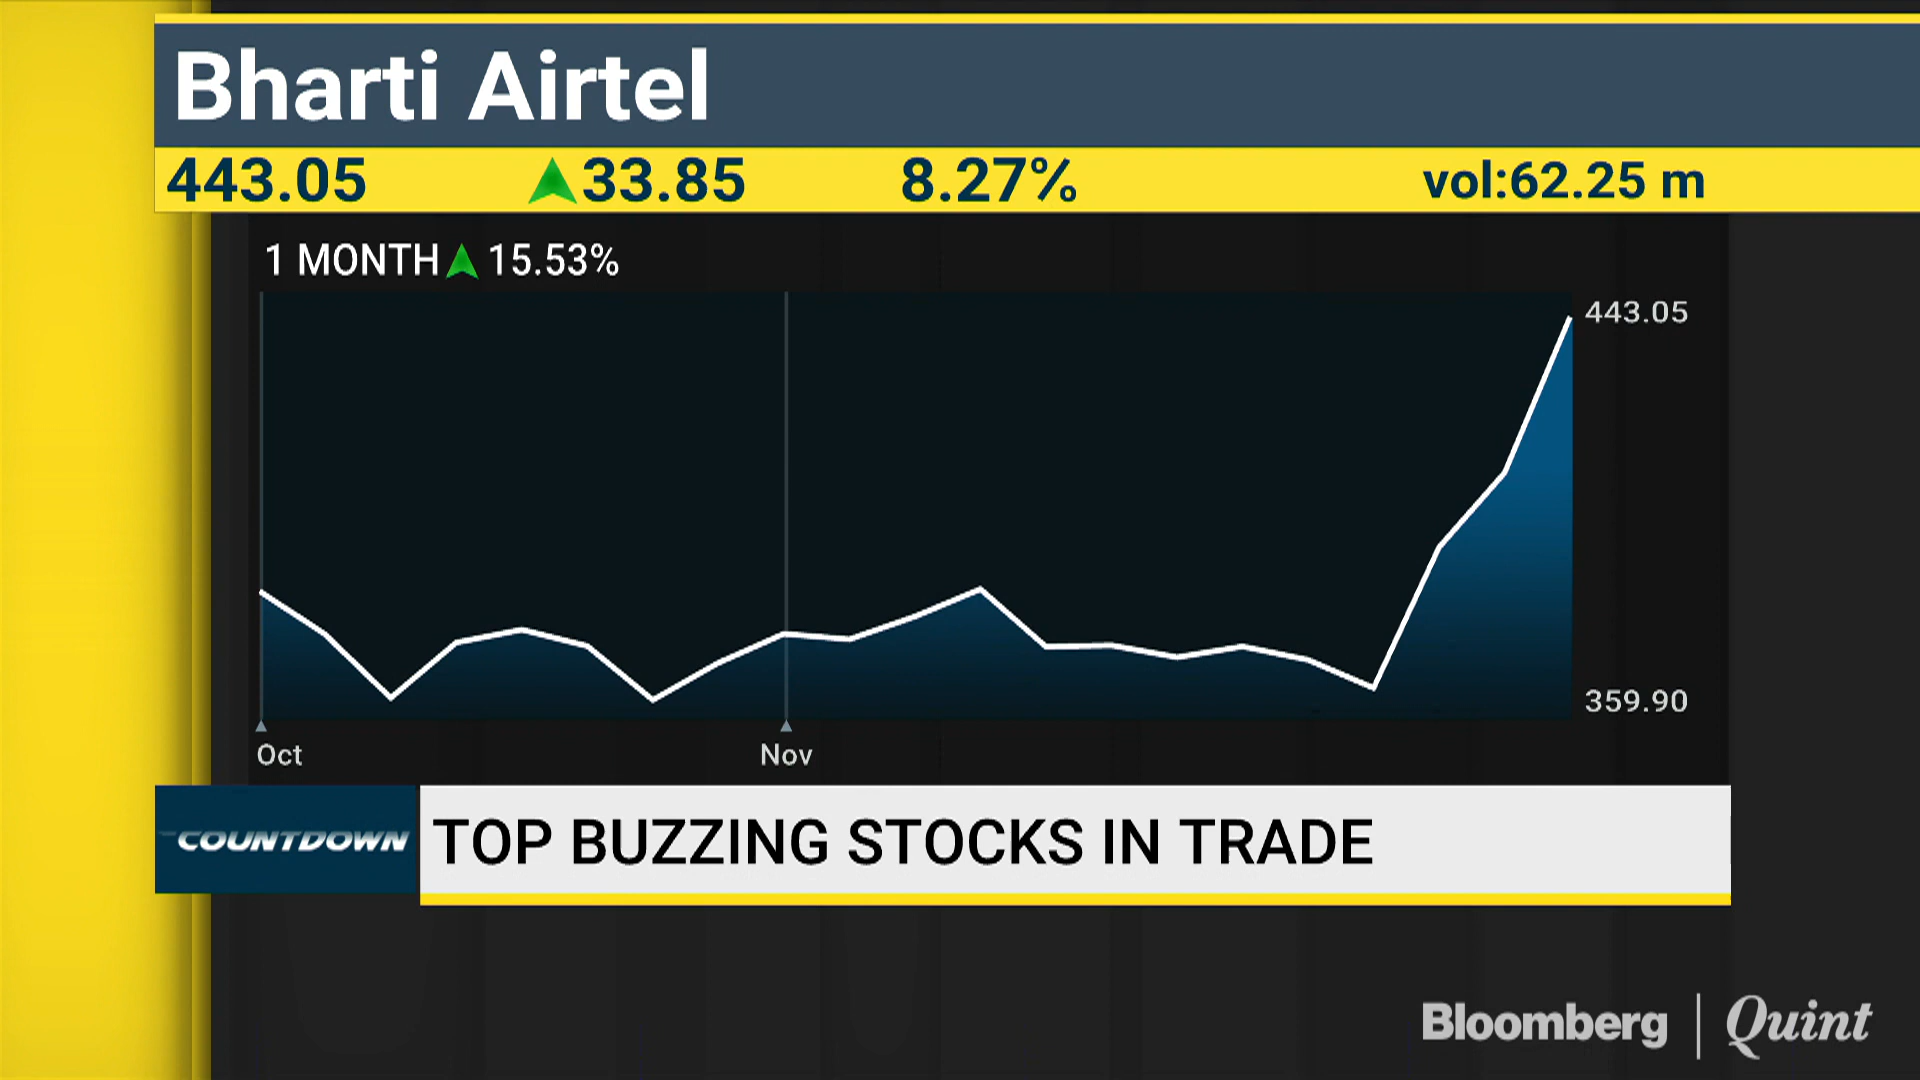 Bharti Airtel
443.05 33.85 8.27% vol:62.25 m
1 MONTH 15.53%
443.05
359.90
Oct Nov
COUNTDOWN
TOP BUZZING STOCKS IN TRADE
Bloomberg | Quint